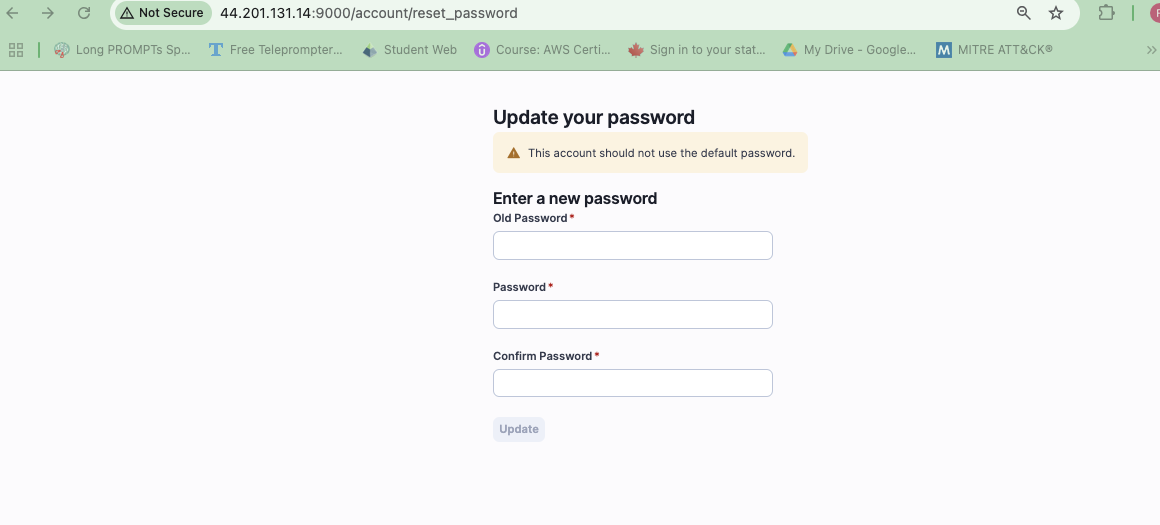 Not Secure 44.201.131.14:9000/account/reset_password
Long PROMPTs Sp... Free Teleprompter... Student Web Course: AWS Certi... Sign in to your stat... My Drive - Google... MITRE ATT&CK® »
Update your password
This account should not use the default password.
Enter a new password
Old Password*
Password*
Confirm Password*
Update